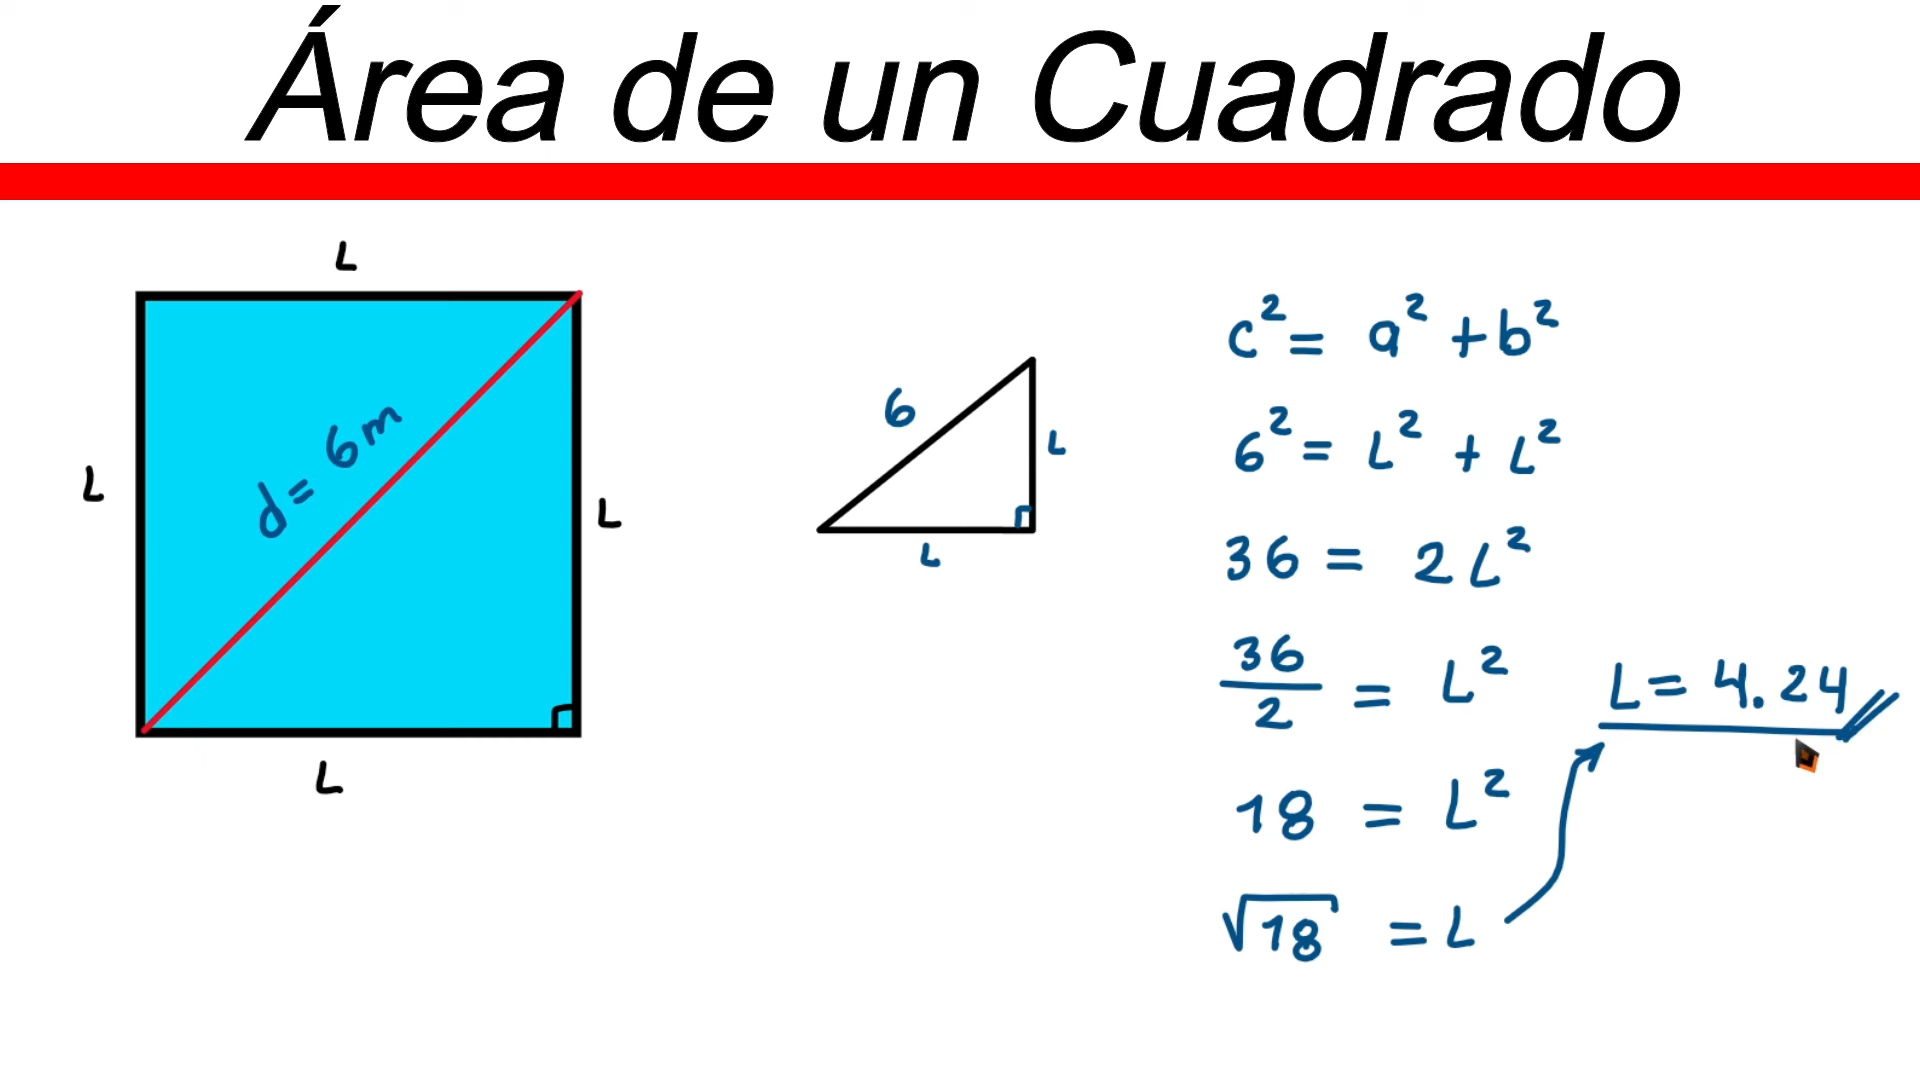 Área de un Cuadrado
L
L
d = 6m
L
L
6
L
L
c² = a² + b²
6² = L² + L²
36 = 2L²
36/2 = L²
18 = L²
√18 = L
L = 4.24